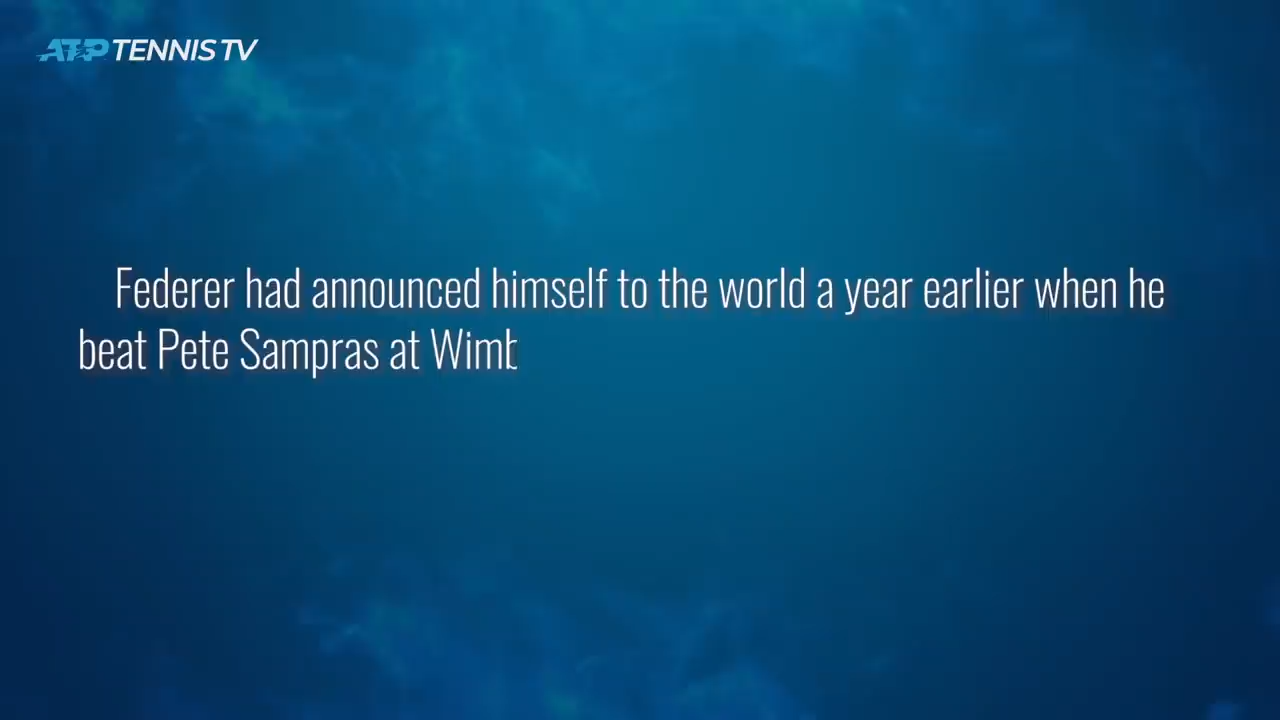 ATP TENNIS TV
Federer had announced himself to the world a year earlier when he
beat Pete Sampras at Wimb